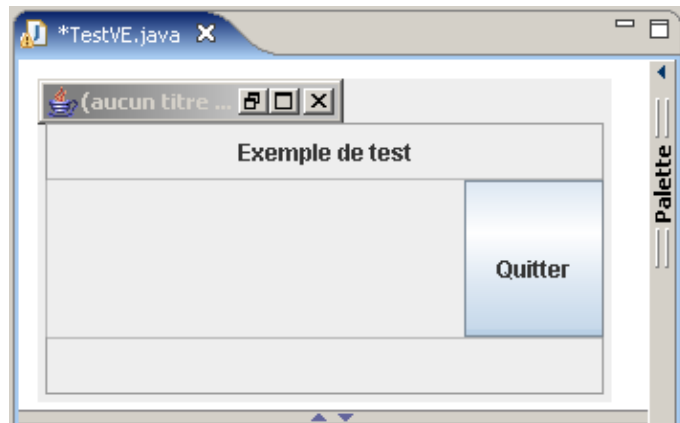 *TestVE.java
(aucun titre ...
Exemple de test
Quitter
Palette